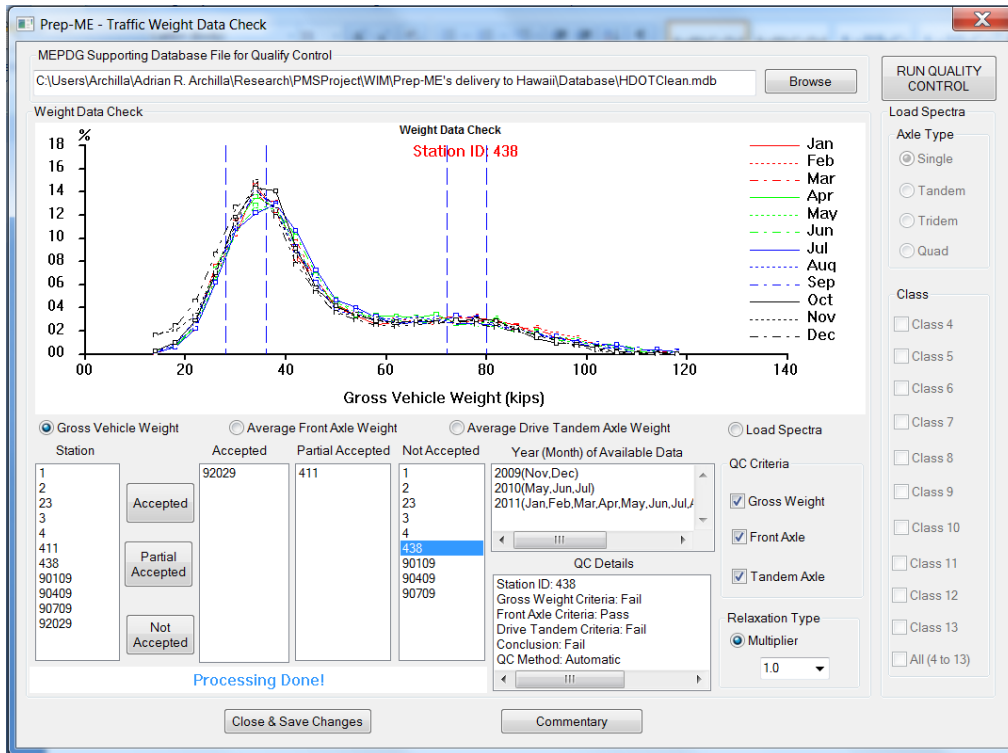 Prep-ME - Traffic Weight Data Check
MEPDG Supporting Database File for Qualify Control
C:\Users\Archilla\Adrian R. Archilla\Research\PMSProject\WIM\Prep-ME's delivery to Hawaii\Database\HDOTClean.mdb
Browse
RUN QUALITY
CONTROL
Weight Data Check
Weight Data Check
Station ID: 438
%
18
16
14
12
10
08
06
04
02
00
00
20
40
60
80
100
120
140
Gross Vehicle Weight (kips)
Jan
Feb
Mar
Apr
May
Jun
Jul
Aug
Sep
Oct
Nov
Dec
Load Spectra
Axle Type
Single
Tandem
Tridem
Quad
Class
Class 4
Class 5
Class 6
Class 7
Class 8
Class 9
Class 10
Class 11
Class 12
Class 13
All (4 to 13)
Gross Vehicle Weight
Average Front Axle Weight
Average Drive Tandem Axle Weight
Load Spectra
Station
1
2
23
3
4
411
438
90109
90409
90709
92029
Accepted
Partial
Accepted
Not
Accepted
Accepted
92029
Partial Accepted
411
Not Accepted
1
2
23
3
4
438
90109
90409
90709
Year (Month) of Available Data
2009(Nov,Dec)
2010(May,Jun,Jul)
2011(Jan,Feb,Mar,Apr,May,Jun,Jul,
QC Details
Station ID: 438
Gross Weight Criteria: Fail
Front Axle Criteria: Pass
Drive Tandem Criteria: Fail
Conclusion: Fail
QC Method: Automatic
QC Criteria
Gross Weight
Front Axle
Tandem Axle
Relaxation Type
Multiplier
1.0
Processing Done!
Close & Save Changes
Commentary